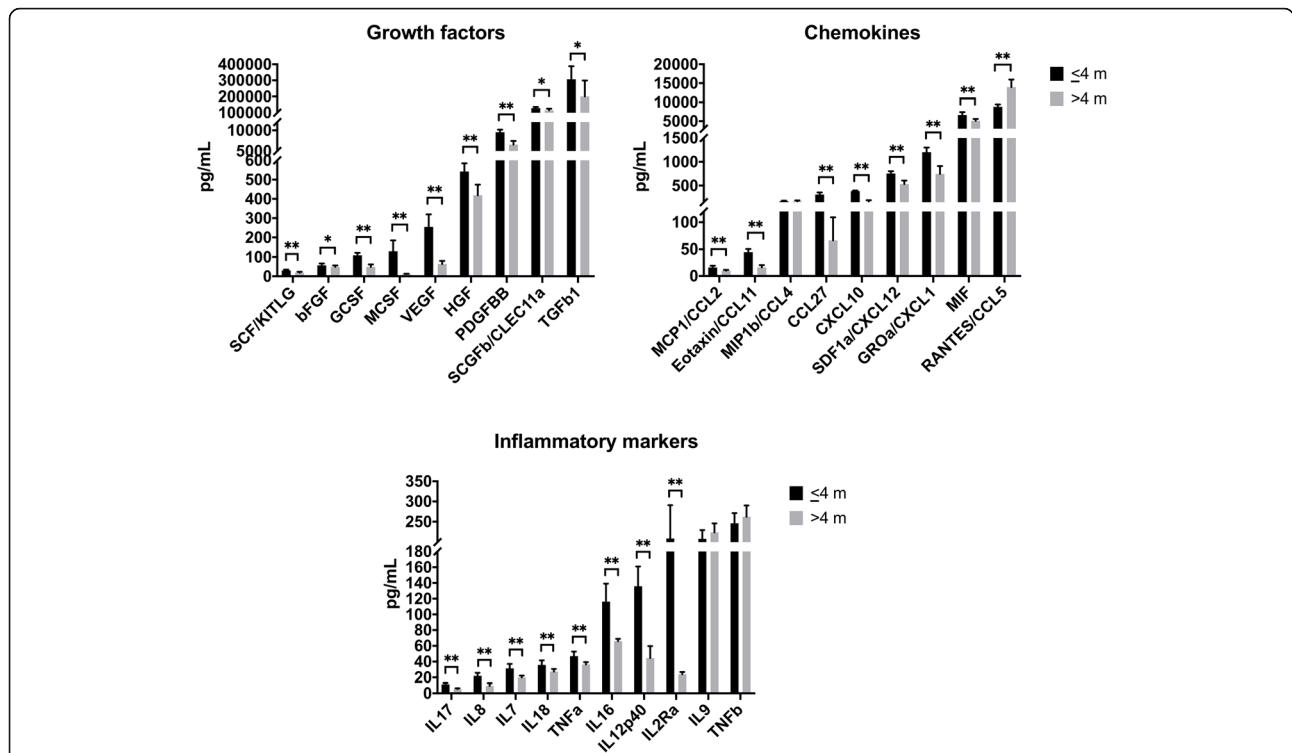 Growth factors
400000
300000
200000
100000
10000
5000
600
500
400
300
200
100
0
pg/mL
** * ** ** ** ** ** * *
SCF/KITLG
bFGF
GCSF
MCSF
VEGF
HGF
PDGFBB
SCGFb/CLEC11a
TGFb1
Chemokines
20000
15000
10000
5000
1500
1000
500
100
50
0
pg/mL
** ** ** ** ** ** ** **
MCP1/CCL2
Eotaxin/CCL11
MIP1b/CCL4
CCL27
CXCL10
SDF1a/CXCL12
GROa/CXCL1
MIF
RANTES/CCL5
≤4 m
>4 m
Inflammatory markers
350
300
250
180
160
140
120
100
80
60
40
20
0
pg/mL
** ** ** ** ** ** ** **
IL17
IL8
IL7
IL18
TNFa
IL16
IL12p40
IL2Ra
IL9
TNFb
≤4 m
>4 m